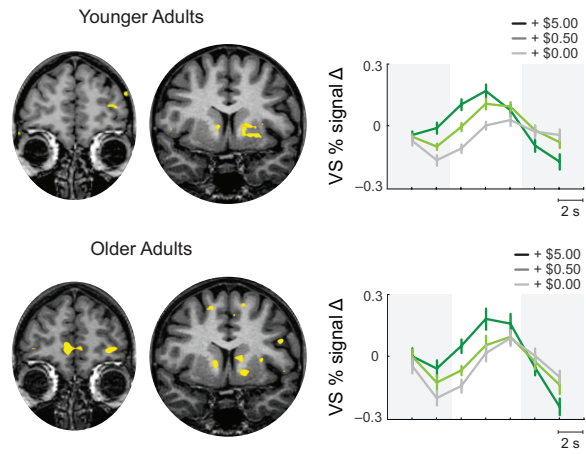 Younger Adults
+ $5.00
+ $0.50
+ $0.00
VS % signal Δ
0.3
0
–0.3
2 s
Older Adults
+ $5.00
+ $0.50
+ $0.00
VS % signal Δ
0.3
0
–0.3
2 s